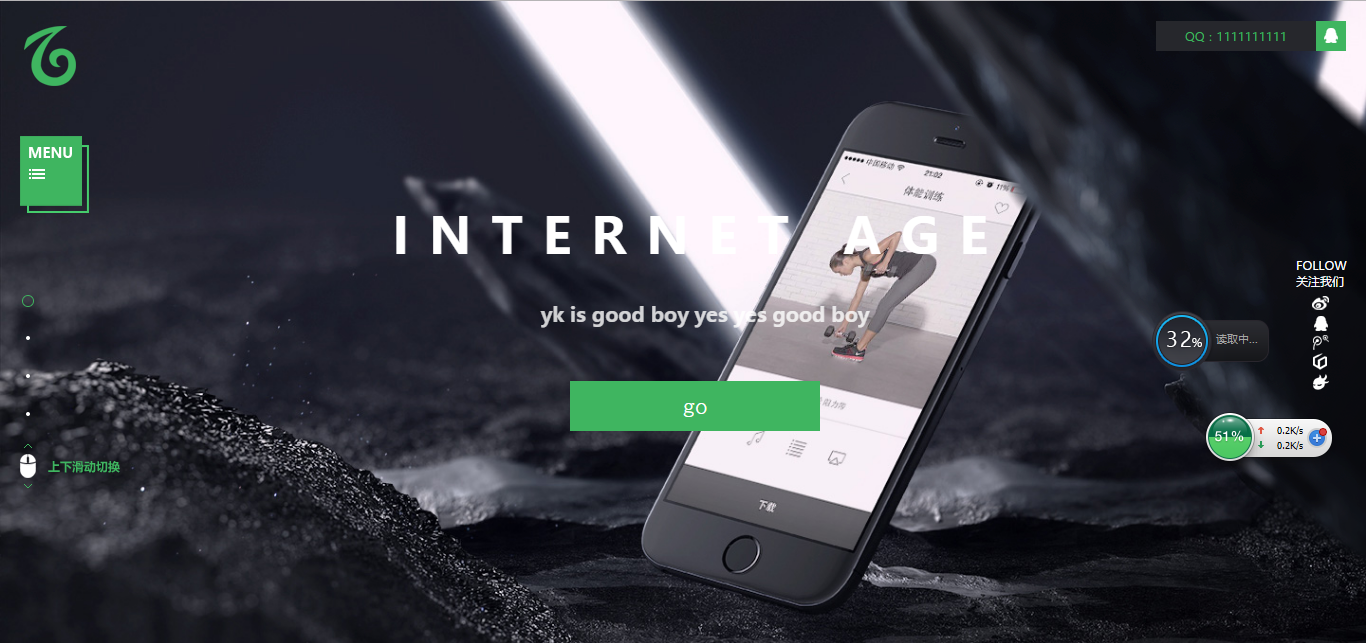 QQ：1111111111
MENU
中国移动
21:02
11%
体能训练
INTERNET AGE
yk is good boy yes yes good boy
go
下载
上下滑动切换
FOLLOW
关注我们
32%
读取中...
51%
0.2K/s
0.2K/s